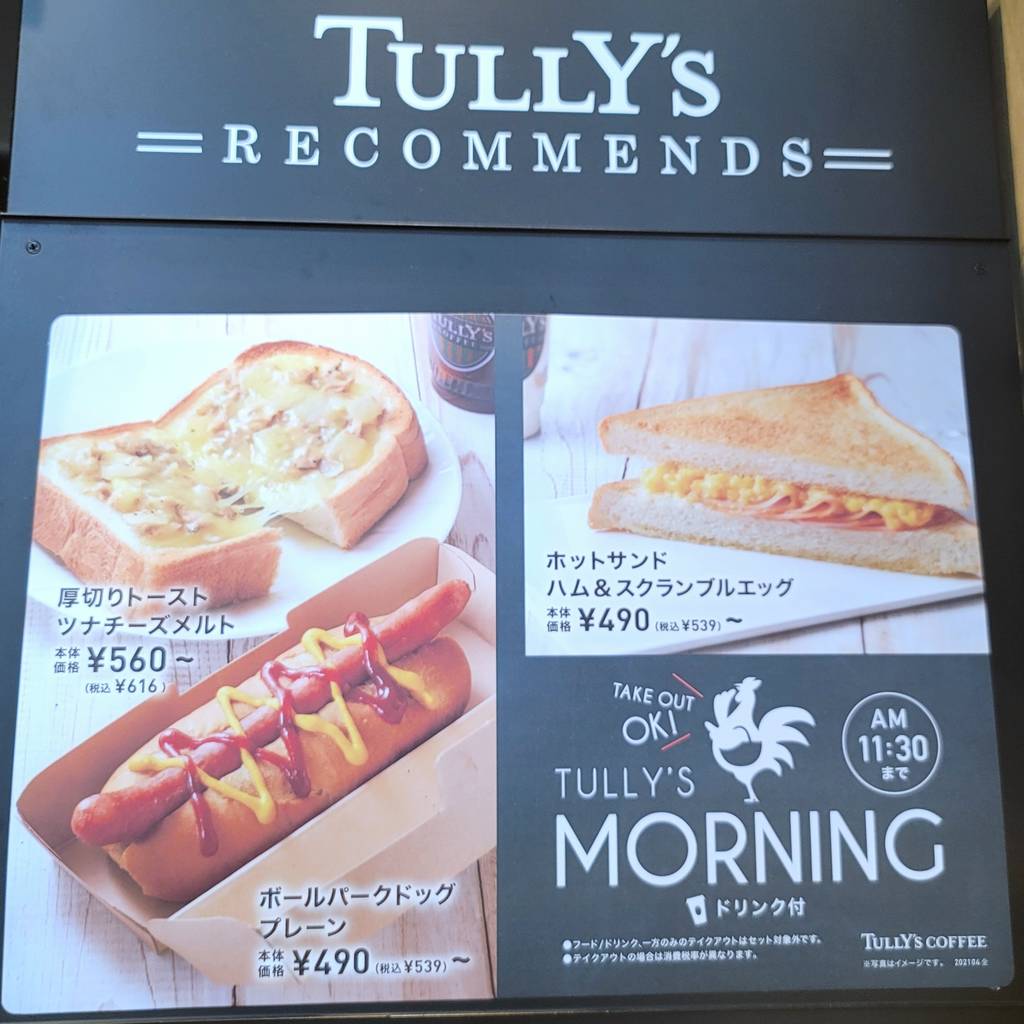 TULLY'S
RECOMMENDS
厚切りトースト
ツナチーズメルト
本体価格 ¥560~
(税込 ¥616)
ボールパークドッグ
プレーン
本体価格 ¥490 (税込 ¥539) ~
ホットサンド
ハム&スクランブルエッグ
本体価格 ¥490 (税込 ¥539) ~
TAKE OUT
OK!
AM
11:30
まで
TULLY'S
MORNING
ドリンク付
●フード/ドリンク、一方のみのテイクアウトはセット対象外です。
●テイクアウトの場合は消費税率が異なります。
TULLY'S COFFEE
※写真はイメージです。 202104